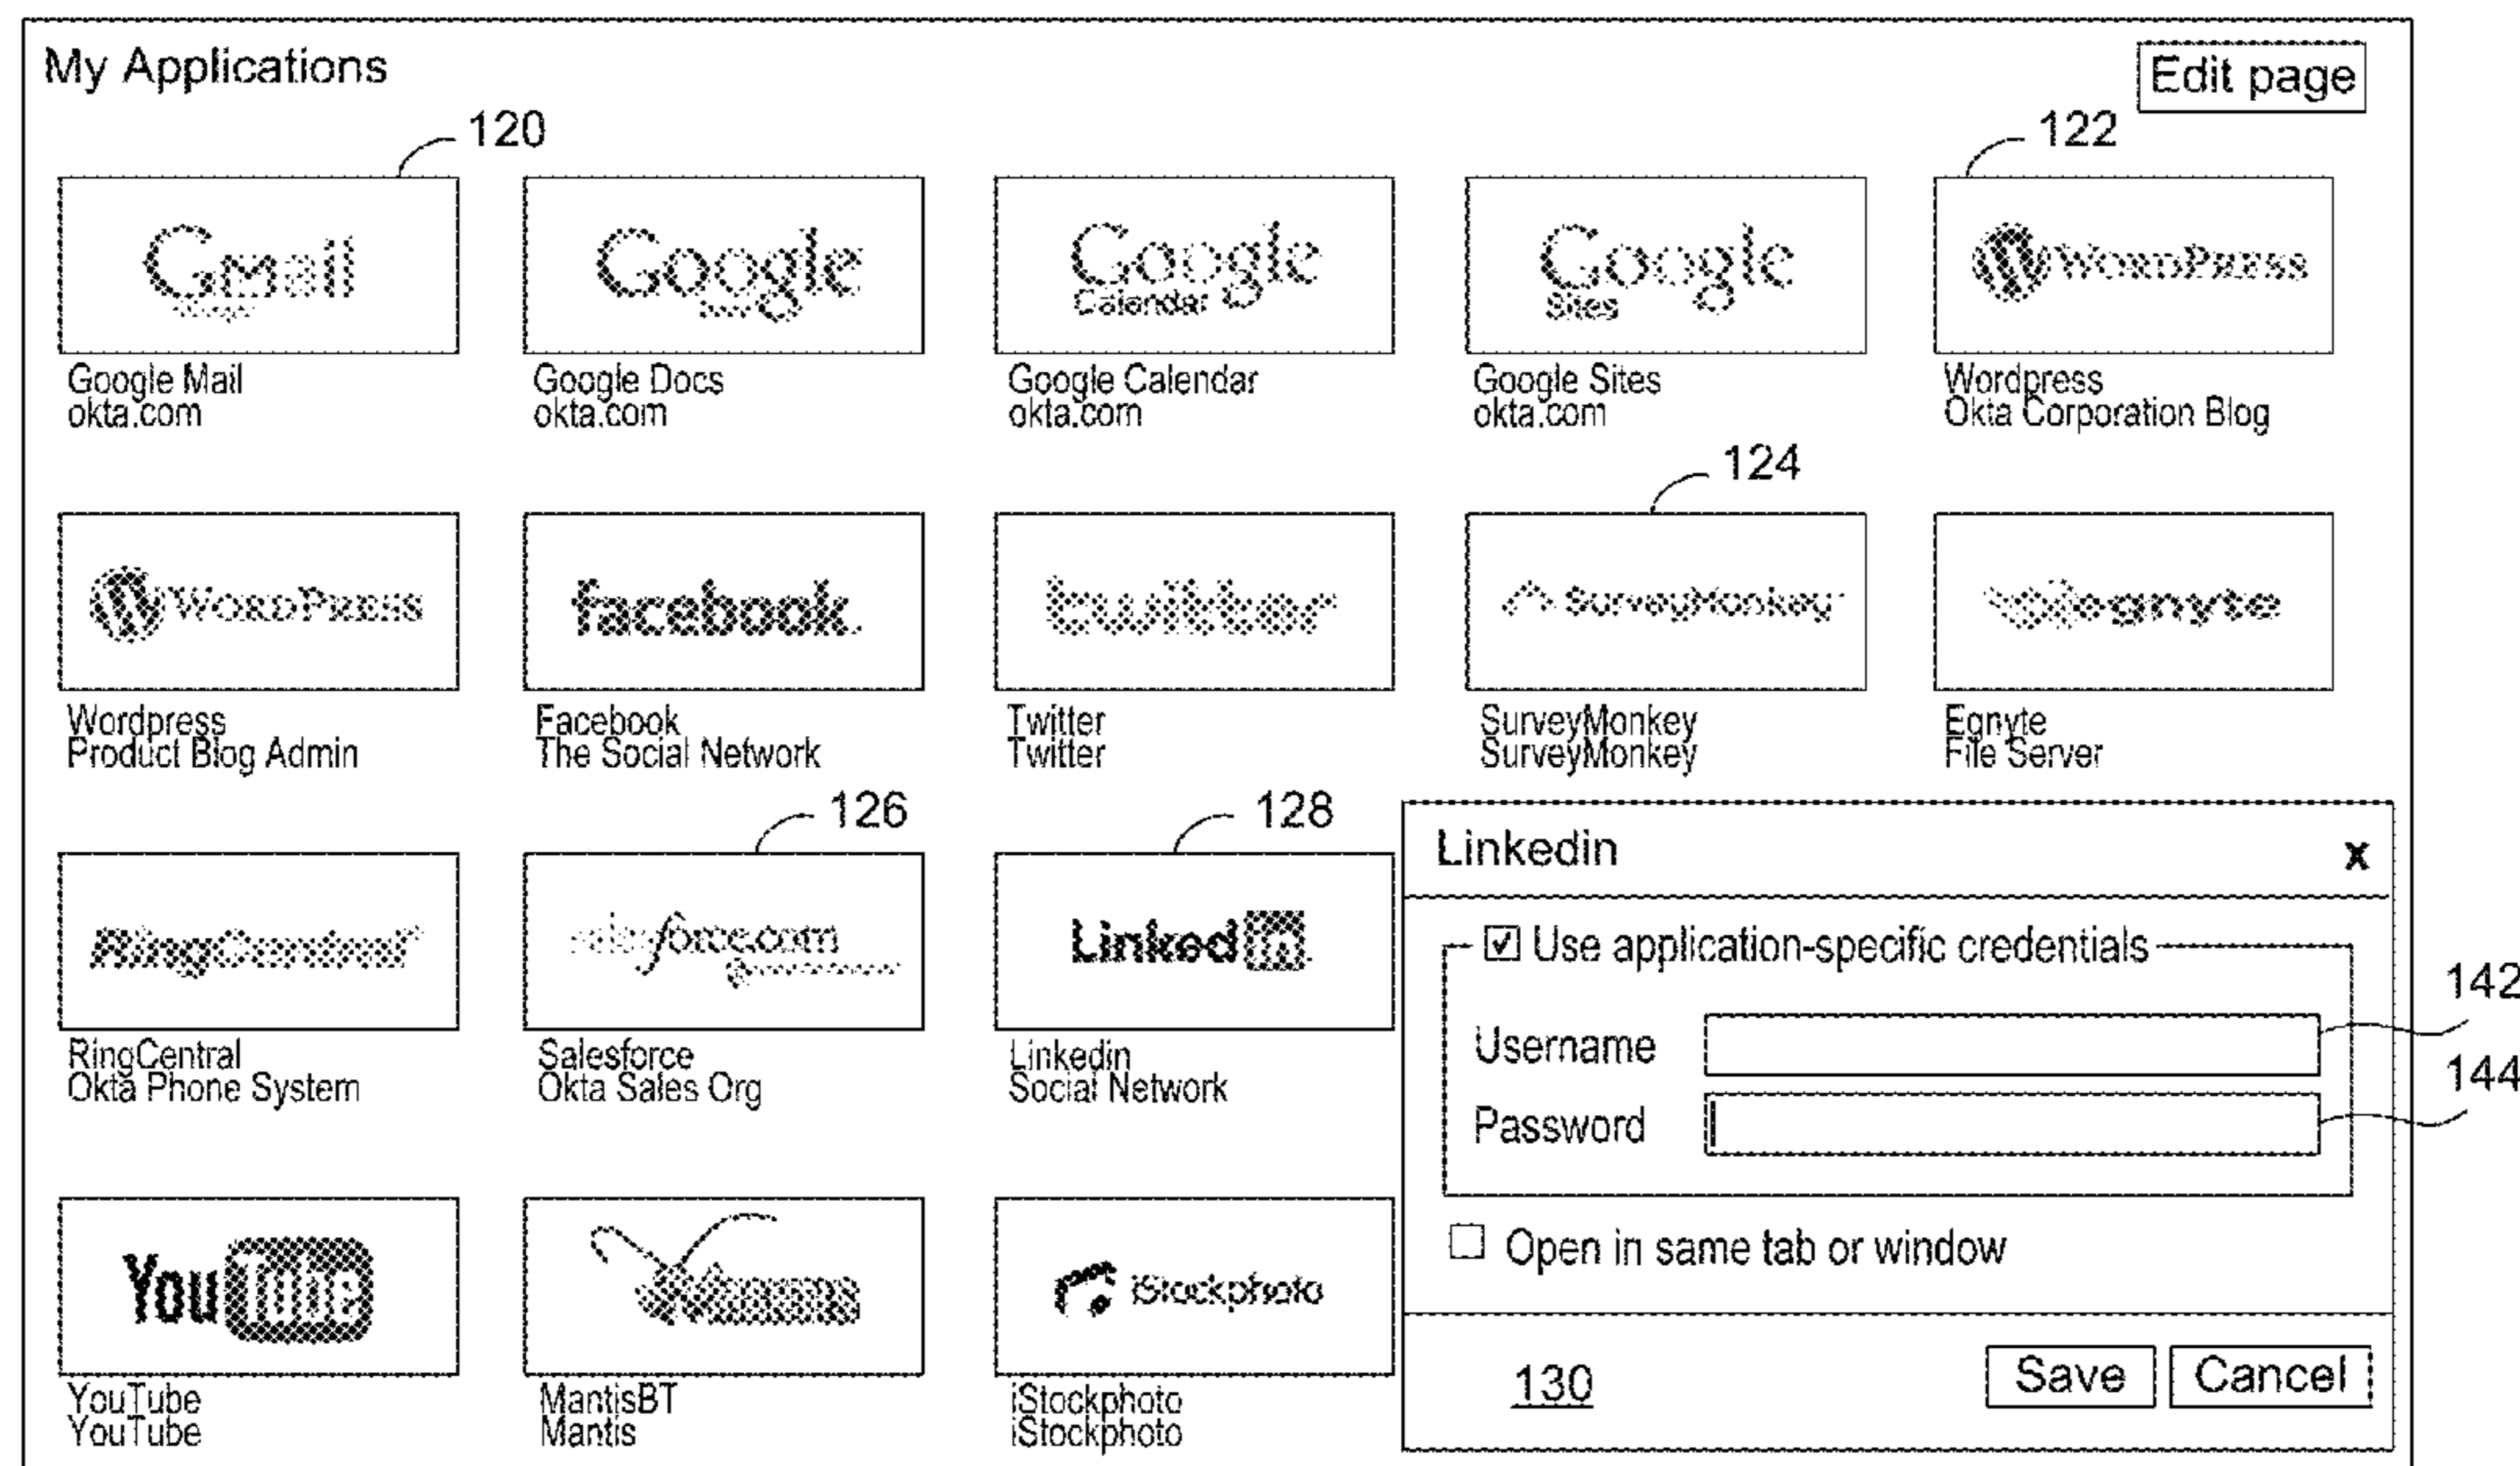 My Applications
Edit page
120
122
Gmail
Google
Google
Calendar
Google
Sites
WORDPRESS
Google Mail
okta.com
Google Docs
okta.com
Google Calendar
okta.com
Google Sites
okta.com
Wordpress
Okta Corporation Blog
124
WORDPRESS
facebook.
twitter
SurveyMonkey
egnyte
Wordpress
Product Blog Admin
Facebook
The Social Network
Twitter
Twitter
SurveyMonkey
SurveyMonkey
Egnyte
File Server
126
128
RingCentral
salesforce.com
Linked in
RingCentral
Okta Phone System
Salesforce
Okta Sales Org
Linkedin
Social Network
Linkedin
x
Use application-specific credentials
Username
142
Password
144
Open in same tab or window
130
Save
Cancel
YouTube
iStockphoto
YouTube
YouTube
MantisBT
Mantis
iStockphoto
iStockphoto